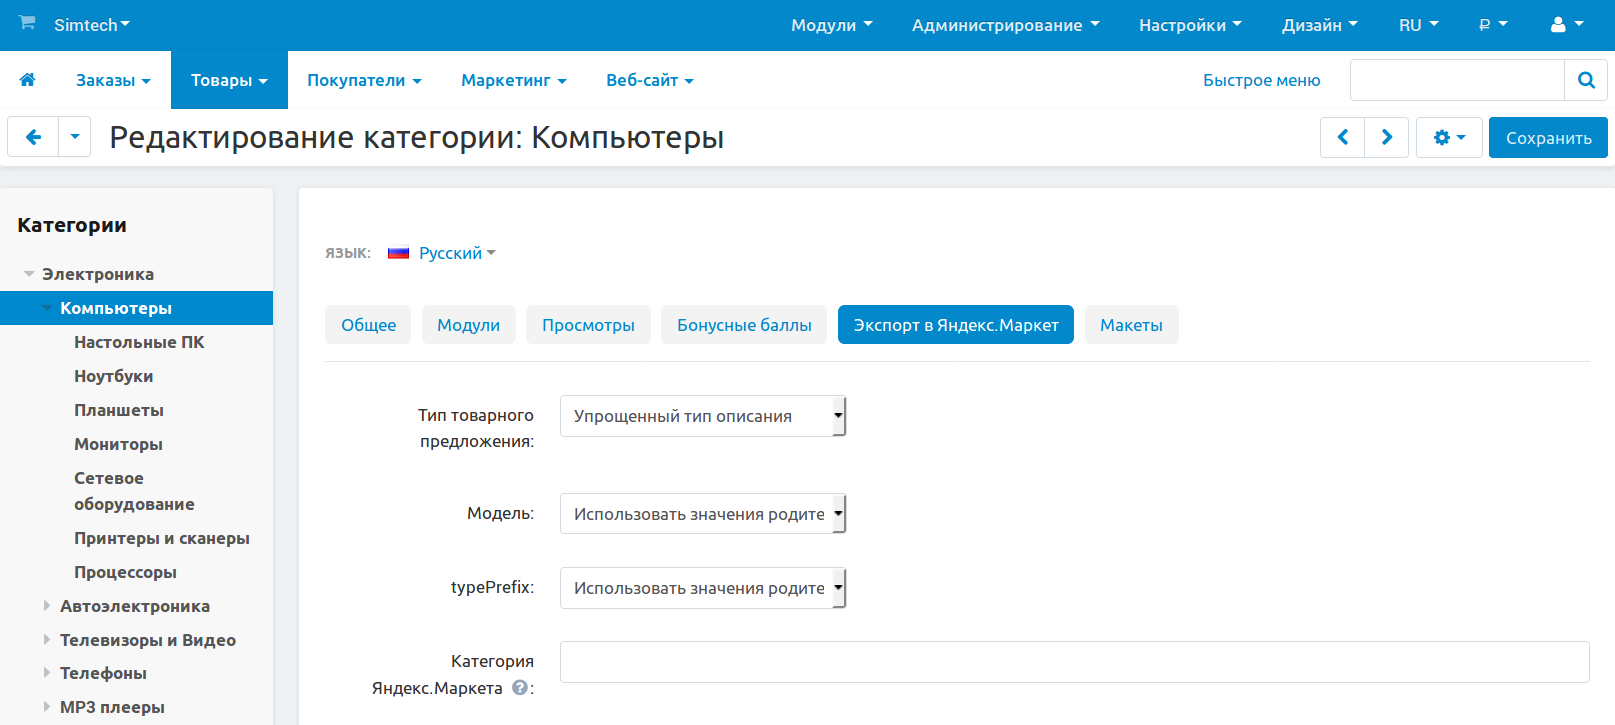 Simtech Модули Администрирование Настройки Дизайн RU ₽
Заказы Товары Покупатели Маркетинг Веб-сайт Быстрое меню
Редактирование категории: Компьютеры Сохранить
Категории
Электроника
Компьютеры
Настольные ПК
Ноутбуки
Планшеты
Мониторы
Сетевое
оборудование
Принтеры и сканеры
Процессоры
Автоэлектроника
Телевизоры и Видео
Телефоны
MP3 плееры
ЯЗЫК: Русский
Общее Модули Просмотры Бонусные баллы Экспорт в Яндекс.Маркет Макеты
Тип товарного
предложения:
Упрощенный тип описания
Модель: Использовать значения родите
typePrefix: Использовать значения родите
Категория
Яндекс.Маркета ? :